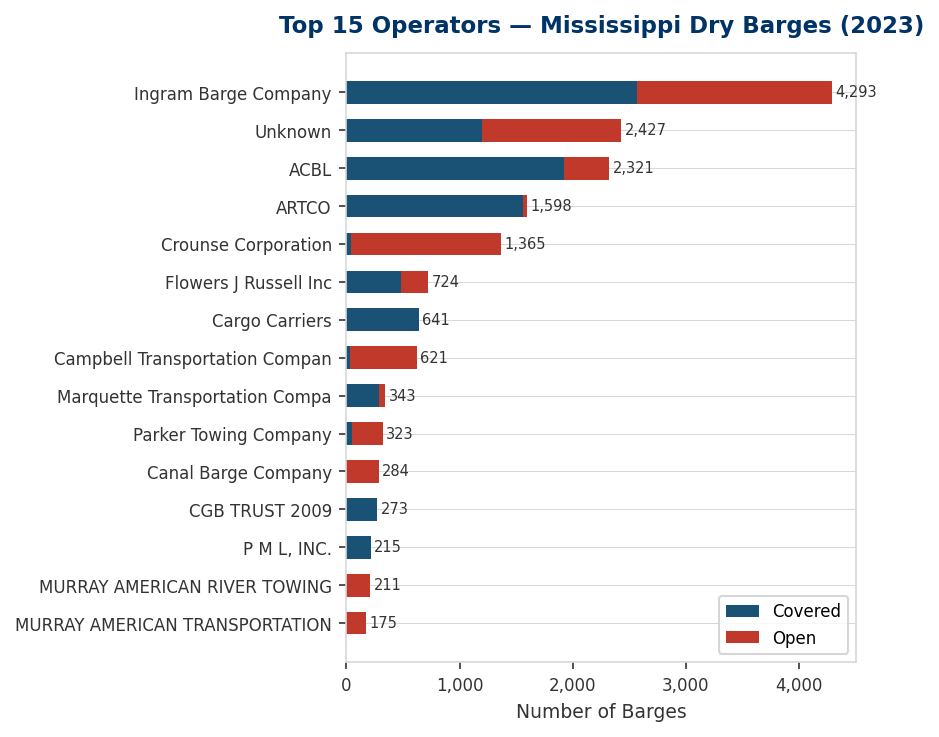 Top 15 Operators — Mississippi Dry Barges (2023)
Ingram Barge Company 4,293
Unknown 2,427
ACBL 2,321
ARTCO 1,598
Crounse Corporation 1,365
Flowers J Russell Inc 724
Cargo Carriers 641
Campbell Transportation Compan 621
Marquette Transportation Compa 343
Parker Towing Company 323
Canal Barge Company 284
CGB TRUST 2009 273
P M L, INC. 215
MURRAY AMERICAN RIVER TOWING 211
MURRAY AMERICAN TRANSPORTATION 175
Covered
Open
0 1,000 2,000 3,000 4,000
Number of Barges